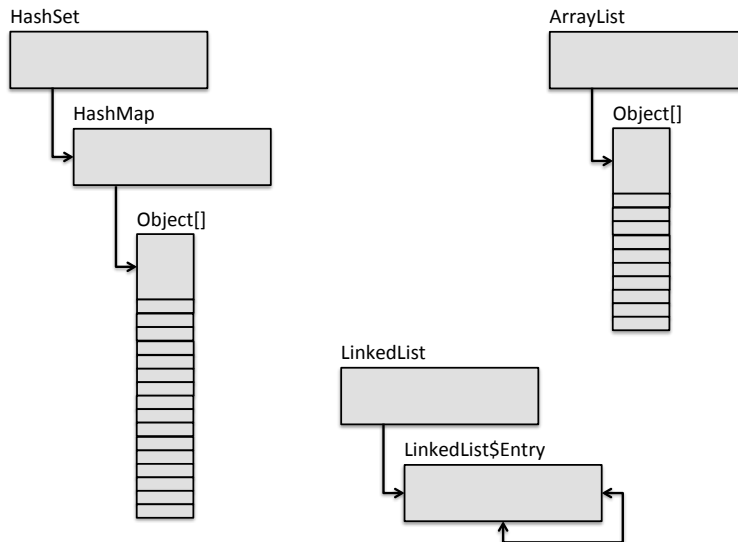 HashSet
HashMap
Object[]
ArrayList
Object[]
LinkedList
LinkedList$Entry